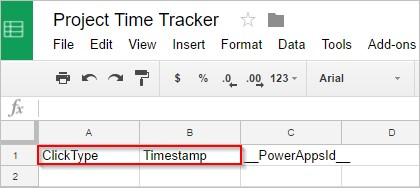 Project Time Tracker
File Edit View Insert Format Data Tools Add-ons
$ % .0 .00 123 Arial
fx
A B C D
1 ClickType Timestamp __PowerAppsId__
2